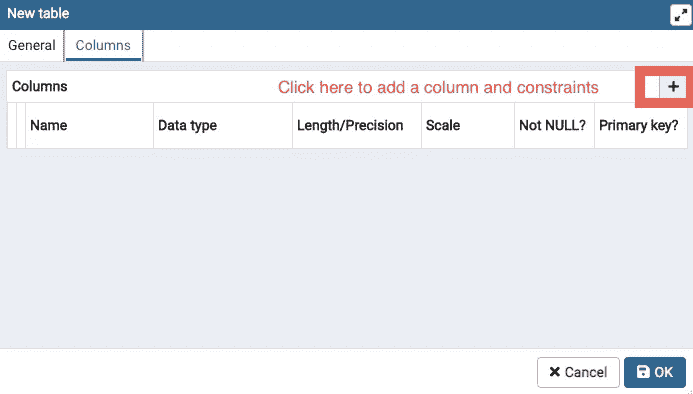 New table
General Columns
Columns Click here to add a column and constraints +
Name Data type Length/Precision Scale Not NULL? Primary key?
Cancel OK